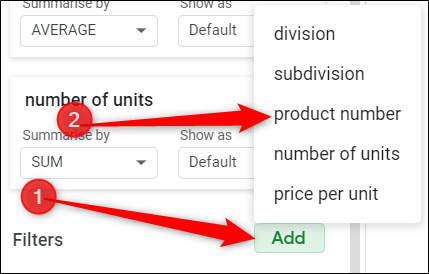 Summarise by
Show as
AVERAGE
Default
number of units
2
Summarise by
Show as
SUM
Default
1
Filters
Add
division
subdivision
product number
number of units
price per unit